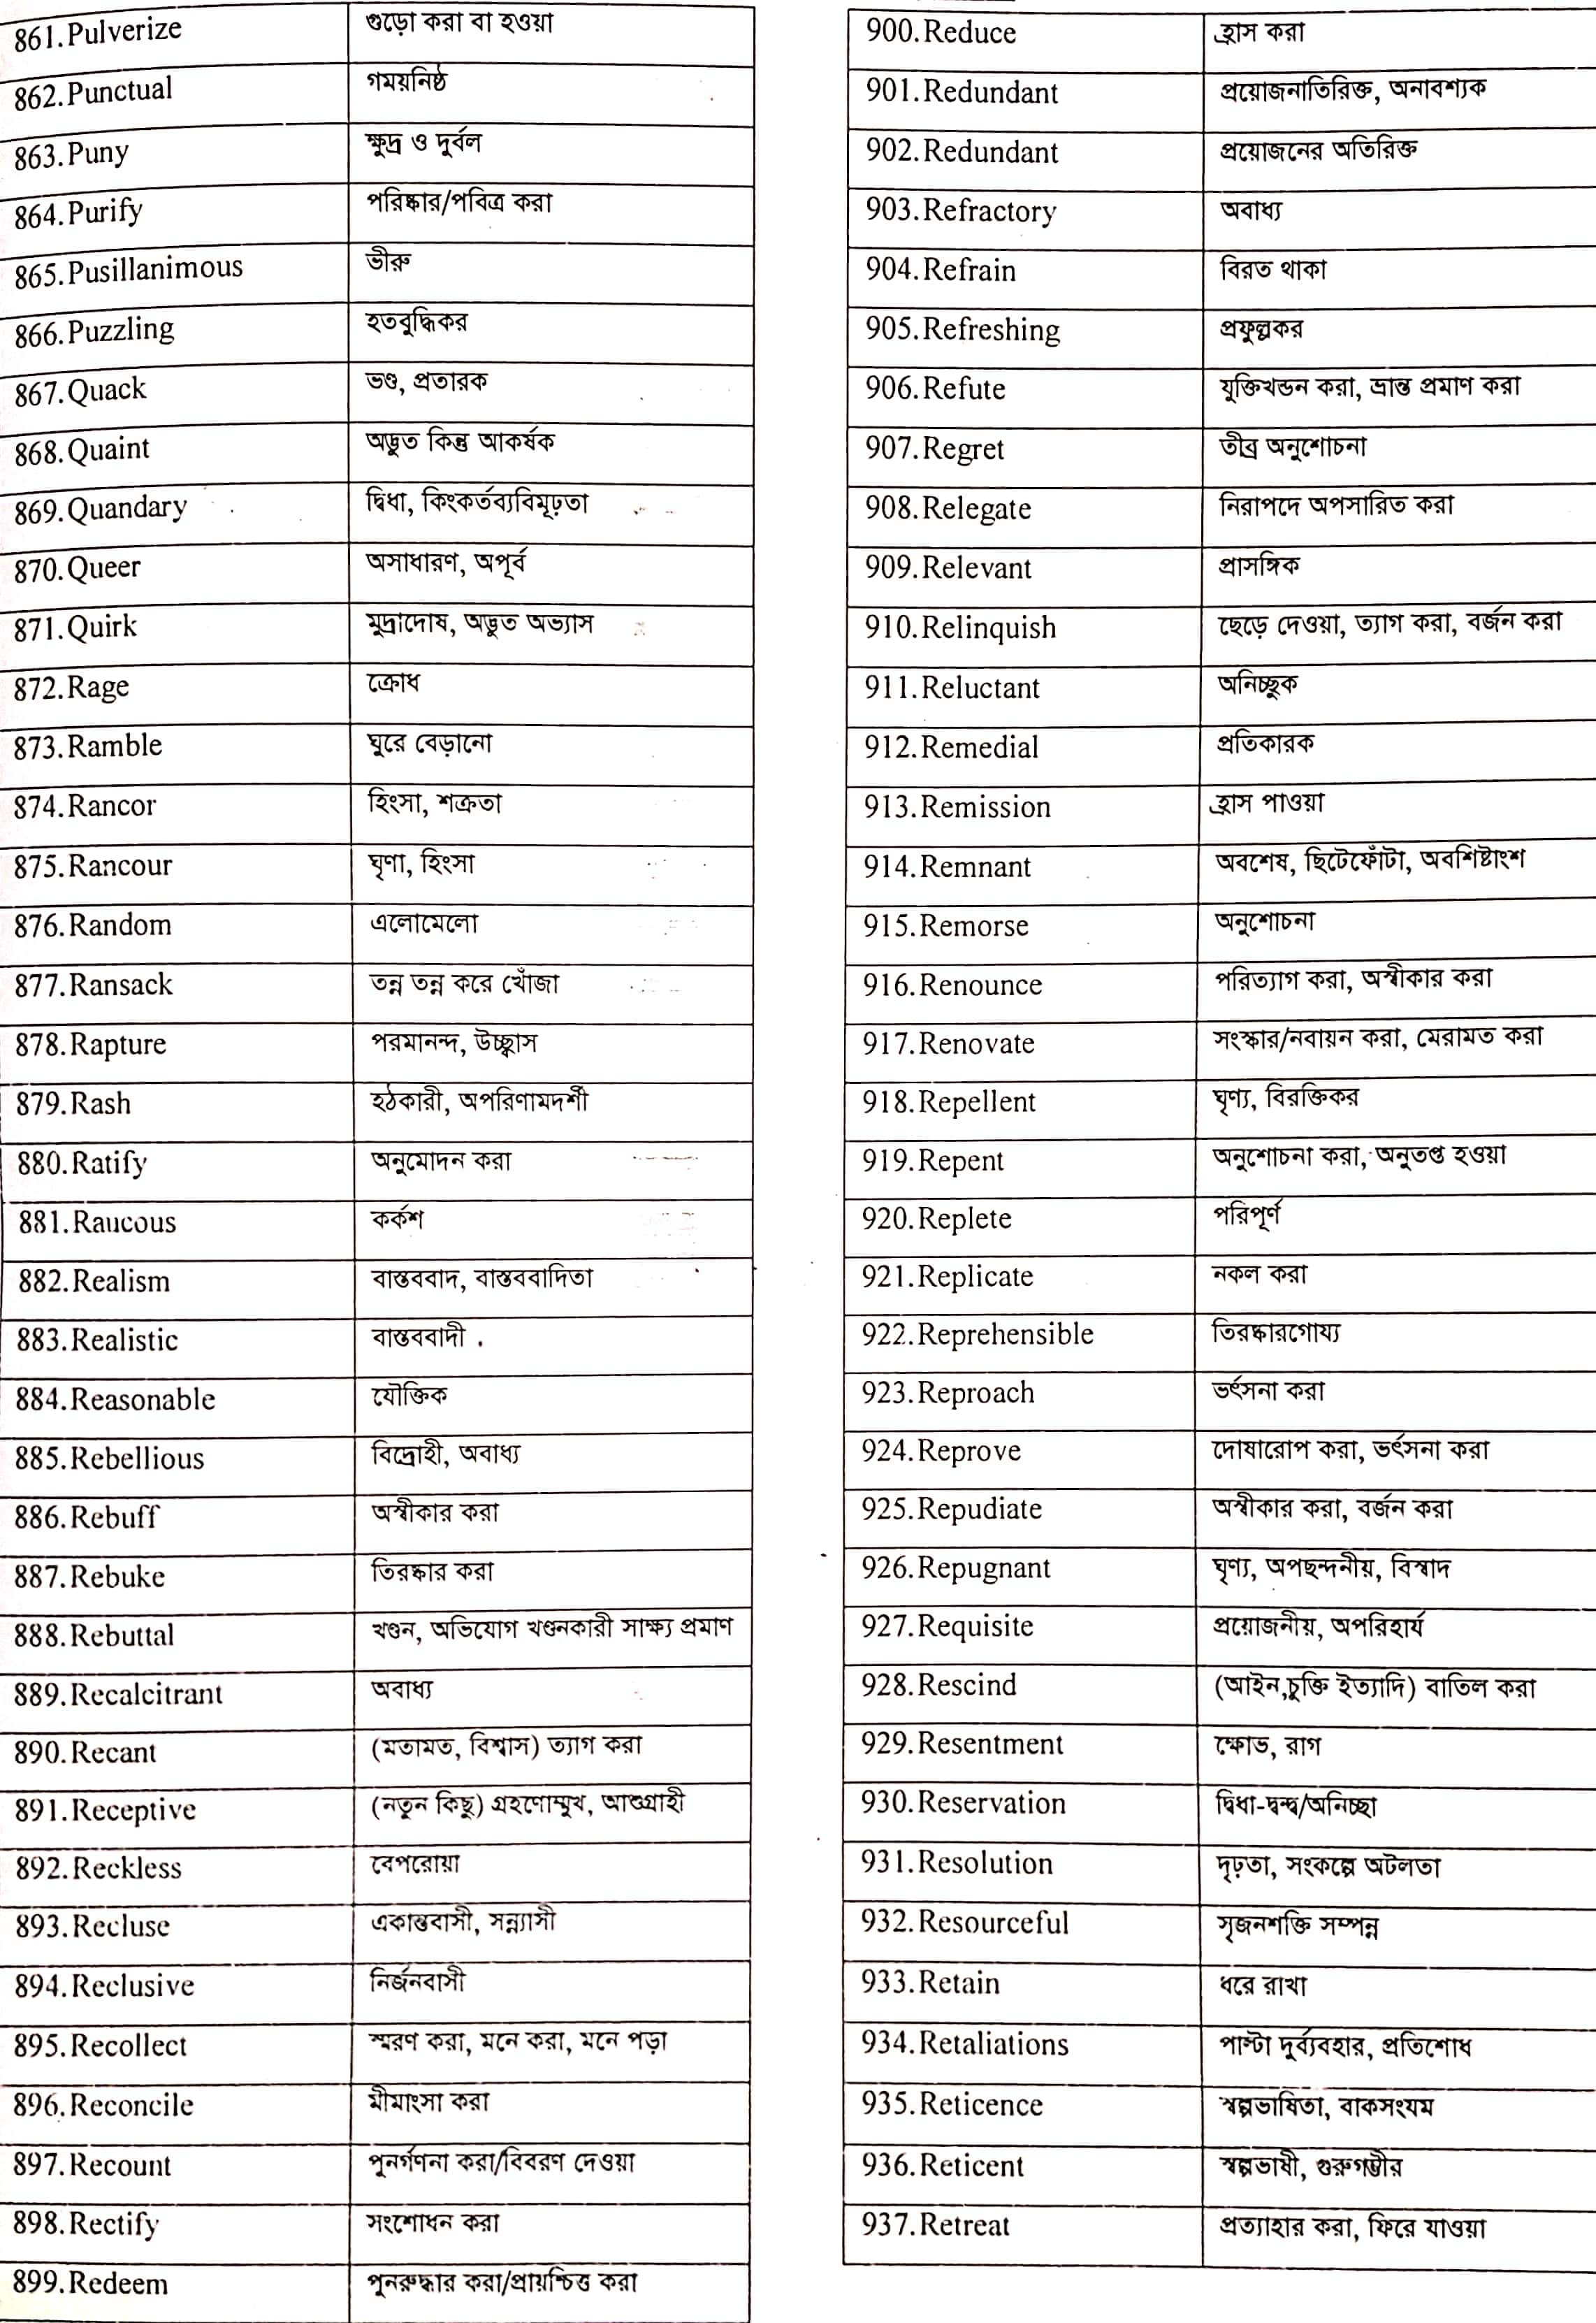 861.Pulverize গুড়ো করা বা হওয়া
862.Punctual গময়নিষ্ঠ
863.Puny ক্ষুদ্র ও দুর্বল
864.Purify পরিষ্কার/পবিত্র করা
865.Pusillanimous ভীরু
866.Puzzling হতবুদ্ধিকর
867.Quack ভণ্ড, প্রতারক
868.Quaint অদ্ভুত কিন্তু আকর্ষক
869.Quandary দ্বিধা, কিংকর্তব্যবিমূঢ়তা
870.Queer অসাধারণ, অপূর্ব
871.Quirk মুদ্রাদোষ, অদ্ভুত অভ্যাস
872.Rage ক্রোধ
873.Ramble ঘুরে বেড়ানো
874.Rancor হিংসা, শত্রুতা
875.Rancour ঘৃণা, হিংসা
876.Random এলোমেলো
877.Ransack তন্ন তন্ন করে খোঁজা
878.Rapture পরমানন্দ, উচ্ছ্বাস
879.Rash হঠকারী, অপরিণামদর্শী
880.Ratify অনুমোদন করা
881.Raucous কর্কশ
882.Realism বাস্তববাদ, বাস্তববাদিতা
883.Realistic বাস্তববাদী .
884.Reasonable যৌক্তিক
885.Rebellious বিদ্রোহী, অবাধ্য
886.Rebuff অস্বীকার করা
887.Rebuke তিরষ্কার করা
888.Rebuttal খণ্ডন, অভিযোগ খণ্ডনকারী সাক্ষ্য প্রমাণ
889.Recalcitrant অবাধ্য
890.Recant (মতামত, বিশ্বাস) ত্যাগ করা
891.Receptive (নতুন কিছু) গ্রহণোম্মুখ, আশুগ্রাহী
892.Reckless বেপরোয়া
893.Recluse একান্তবাসী, সন্ন্যাসী
894.Reclusive নির্জনবাসী
895.Recollect স্মরণ করা, মনে করা, মনে পড়া
896.Reconcile মীমাংসা করা
897.Recount পুনর্গণনা করা/বিবরণ দেওয়া
898.Rectify সংশোধন করা
899.Redeem পুনরুদ্ধার করা/প্রায়শ্চিত্ত করা
900.Reduce হ্রাস করা
901.Redundant প্রয়োজনাতিরিক্ত, অনাবশ্যক
902.Redundant প্রয়োজনের অতিরিক্ত
903.Refractory অবাধ্য
904.Refrain বিরত থাকা
905.Refreshing প্রফুল্লকর
906.Refute যুক্তিখন্ডন করা, ভ্রান্ত প্রমাণ করা
907.Regret তীব্র অনুশোচনা
908.Relegate নিরাপদে অপসারিত করা
909.Relevant প্রাসঙ্গিক
910.Relinquish ছেড়ে দেওয়া, ত্যাগ করা, বর্জন করা
911.Reluctant অনিচ্ছুক
912.Remedial প্রতিকারক
913.Remission হ্রাস পাওয়া
914.Remnant অবশেষ, ছিটেফোঁটা, অবশিষ্টাংশ
915.Remorse অনুশোচনা
916.Renounce পরিত্যাগ করা, অস্বীকার করা
917.Renovate সংস্কার/নবায়ন করা, মেরামত করা
918.Repellent ঘৃণ্য, বিরক্তিকর
919.Repent অনুশোচনা করা, অনুতপ্ত হওয়া
920.Replete পরিপূর্ণ
921.Replicate নকল করা
922.Reprehensible তিরষ্কারগোয্য
923.Reproach ভর্ৎসনা করা
924.Reprove দোষারোপ করা, ভর্ৎসনা করা
925.Repudiate অস্বীকার করা, বর্জন করা
926.Repugnant ঘৃণ্য, অপছন্দনীয়, বিস্বাদ
927.Requisite প্রয়োজনীয়, অপরিহার্য
928.Rescind (আইন,চুক্তি ইত্যাদি) বাতিল করা
929.Resentment ক্ষোভ, রাগ
930.Reservation দ্বিধা-দ্বন্দ্ব/অনিচ্ছা
931.Resolution দৃঢ়তা, সংকল্পে অটলতা
932.Resourceful সৃজনশক্তি সম্পন্ন
933.Retain ধরে রাখা
934.Retaliations পাল্টা দুর্ব্যবহার, প্রতিশোধ
935.Reticence স্বল্পভাষিতা, বাকসংযম
936.Reticent স্বল্পভাষী, গুরুগম্ভীর
937.Retreat প্রত্যাহার করা, ফিরে যাওয়া